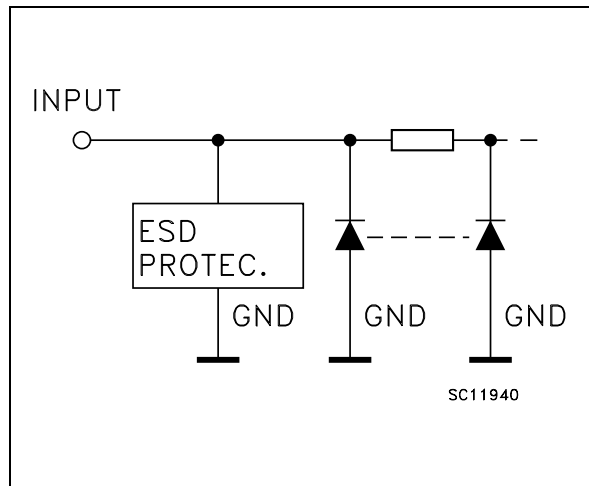 INPUT
ESD
PROTEC.
GND
GND
GND
SC11940